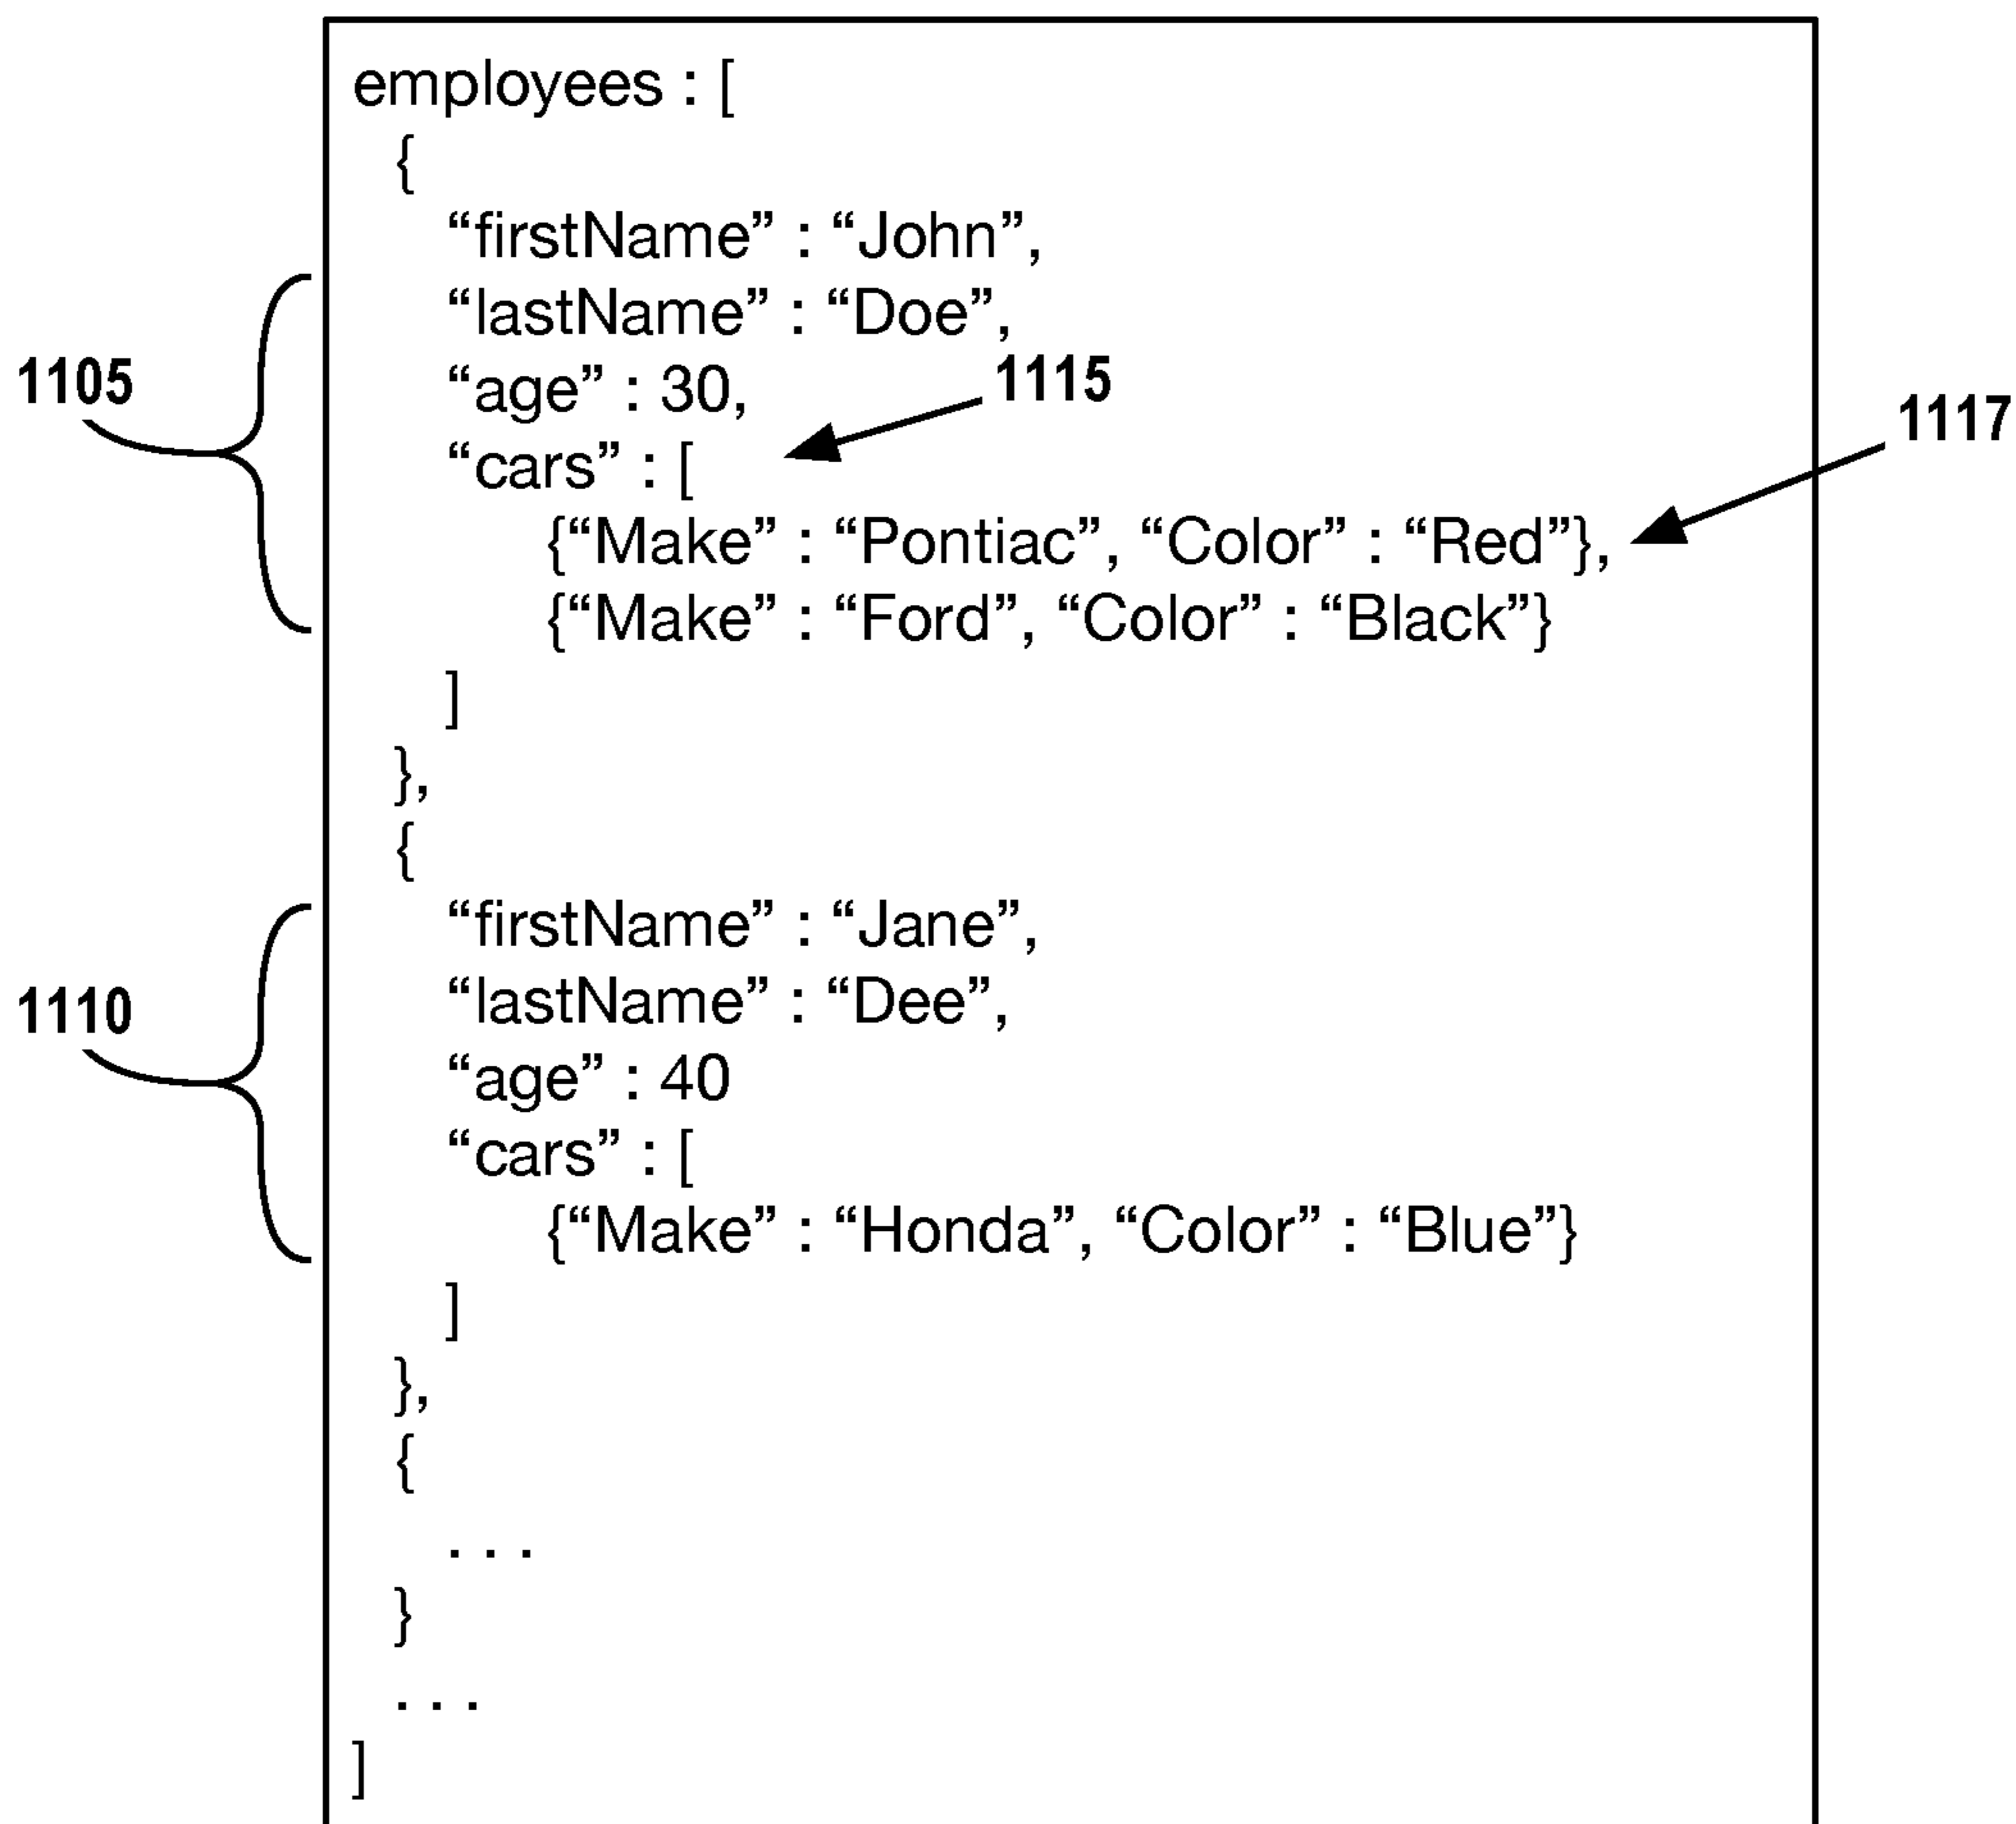 employees : [
{
“firstName” : “John”,
“lastName” : “Doe”,
1105
“age” : 30,
1115
“cars” : [
1117
{“Make” : “Pontiac”, “Color” : “Red”},
{“Make” : “Ford”, “Color” : “Black”}
]
},
{
“firstName” : “Jane”,
“lastName” : “Dee”,
1110
“age” : 40
“cars” : [
{“Make” : “Honda”, “Color” : “Blue”}
]
},
{
. . .
}
. . .
]